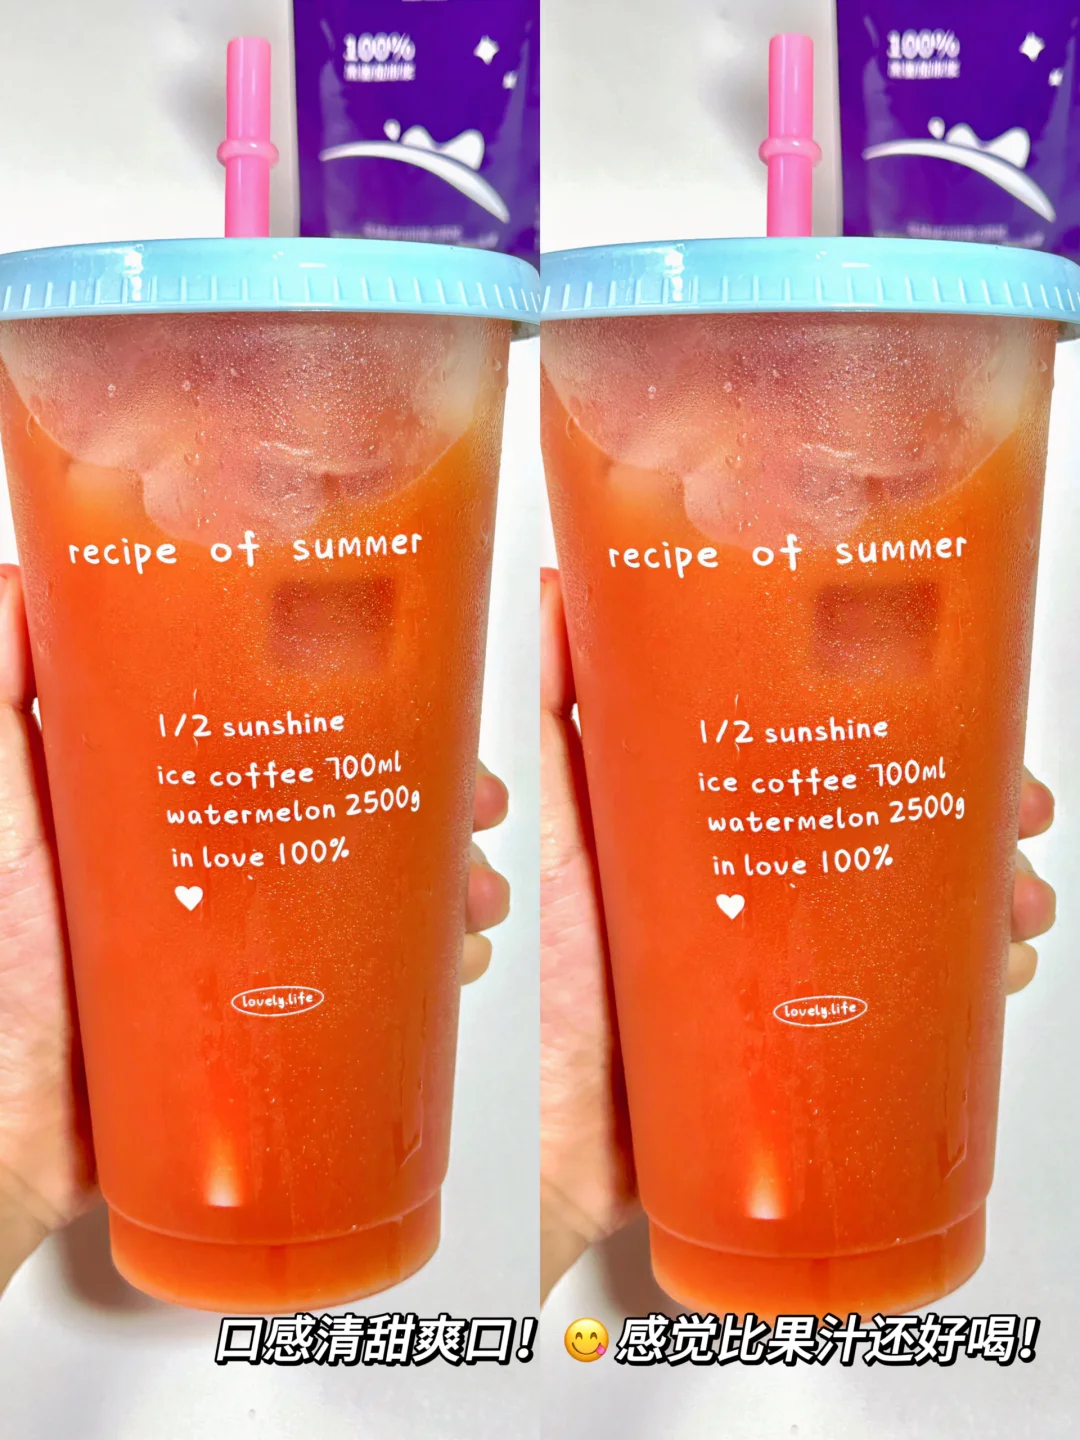 100%
recipe of summer
1/2 sunshine
ice coffee 700ml
watermelon 2500g
in love 100%
lovely.life
100%
recipe of summer
1/2 sunshine
ice coffee 700ml
watermelon 2500g
in love 100%
lovely.life
口感清甜爽口！😋感觉比果汁还好喝！